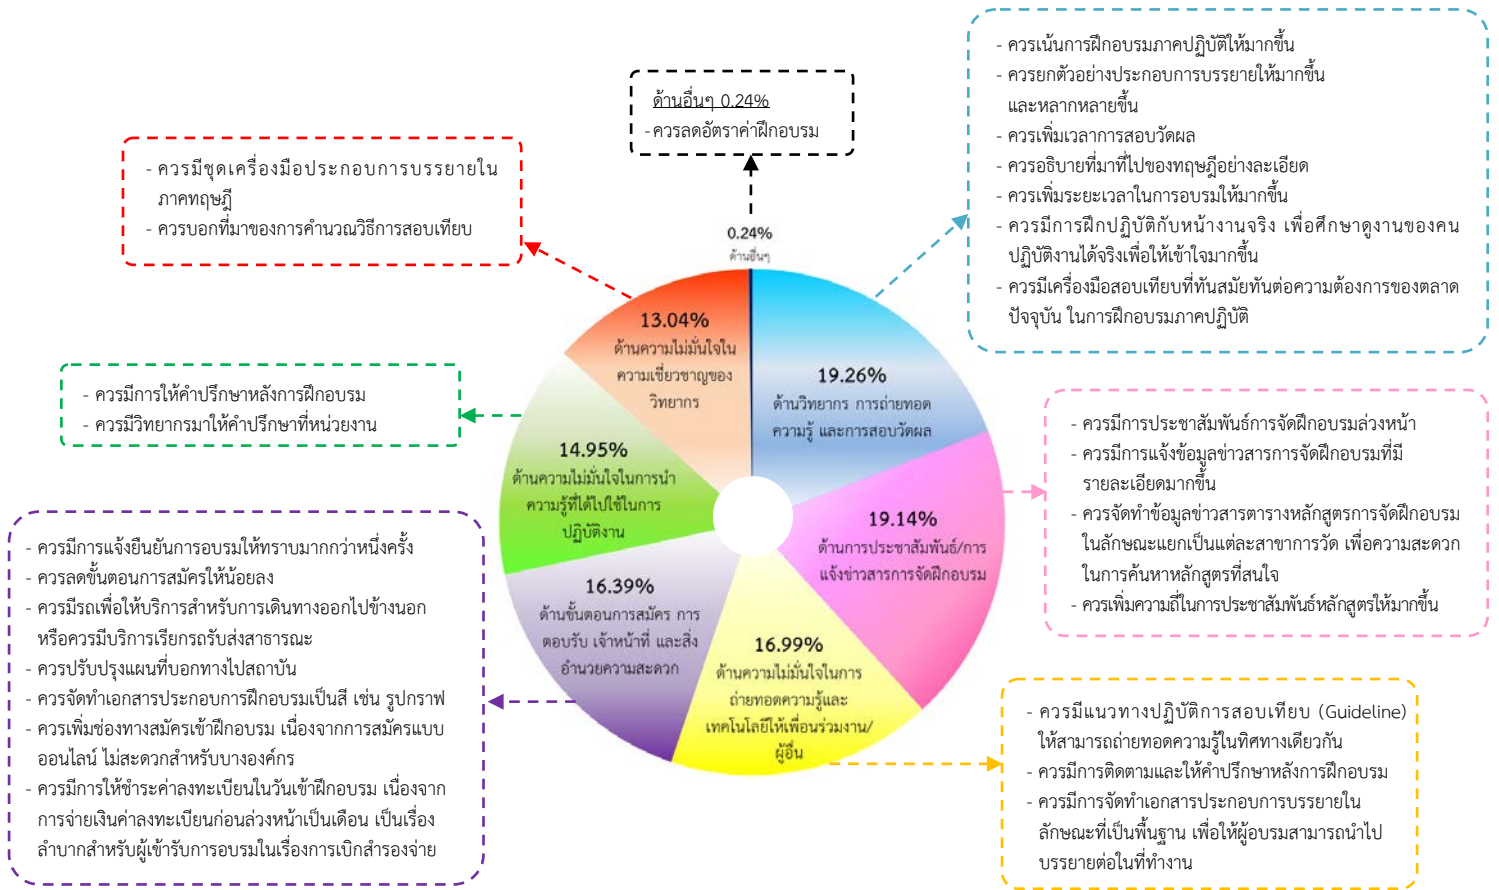 ด้านอื่นๆ 0.24%
-ควรลดอัตราค่าฝึกอบรม
- ควรเน้นการฝึกอบรมภาคปฏิบัติให้มากขึ้น
- ควรยกตัวอย่างประกอบการบรรยายให้มากขึ้น
และหลากหลายขึ้น
- ควรเพิ่มเวลาการสอบวัดผล
- ควรอธิบายที่มาที่ไปของทฤษฎีอย่างละเอียด
- ควรเพิ่มระยะเวลาในการอบรมให้มากขึ้น
- ควรมีการฝึกปฏิบัติกับหน้างานจริง เพื่อศึกษาดูงานของคน
ปฏิบัติงานได้จริงเพื่อให้เข้าใจมากขึ้น
- ควรมีเครื่องมือสอบเทียบที่ทันสมัยทันต่อความต้องการของตลาด
ปัจจุบัน ในการฝึกอบรมภาคปฏิบัติ
- ควรมีชุดเครื่องมือประกอบการบรรยายใน
ภาคทฤษฎี
- ควรบอกที่มาของการคำนวณวิธีการสอบเทียบ
0.24%
ด้านอื่นๆ
13.04%
ด้านความไม่มั่นใจใน
ความเชี่ยวชาญของ
วิทยากร
19.26%
ด้านวิทยากร การถ่ายทอด
ความรู้ และการสอบวัดผล
- ควรมีการให้คำปรึกษาหลังการฝึกอบรม
- ควรมีวิทยากรมาให้คำปรึกษาที่หน่วยงาน
14.95%
ด้านความไม่มั่นใจในการนำ
ความรู้ที่ได้ไปใช้ในการ
ปฏิบัติงาน
19.14%
ด้านการประชาสัมพันธ์/การ
แจ้งข่าวสารการจัดฝึกอบรม
- ควรมีการประชาสัมพันธ์การจัดฝึกอบรมล่วงหน้า
- ควรมีการแจ้งข้อมูลข่าวสารการจัดฝึกอบรมที่มี
รายละเอียดมากขึ้น
- ควรจัดทำข้อมูลข่าวสารตารางหลักสูตรการจัดฝึกอบรม
ในลักษณะแยกเป็นแต่ละสาขาการวัด เพื่อความสะดวก
ในการค้นหาหลักสูตรที่สนใจ
- ควรเพิ่มความถี่ในการประชาสัมพันธ์หลักสูตรให้มากขึ้น
16.39%
ด้านขั้นตอนการสมัคร การ
ตอบรับ เจ้าหน้าที่ และสิ่ง
อำนวยความสะดวก
16.99%
ด้านความไม่มั่นใจในการ
ถ่ายทอดความรู้และ
เทคโนโลยีให้เพื่อนร่วมงาน/
ผู้อื่น
- ควรมีการแจ้งยืนยันการอบรมให้ทราบมากกว่าหนึ่งครั้ง
- ควรลดขั้นตอนการสมัครให้น้อยลง
- ควรมีรถเพื่อให้บริการสำหรับการเดินทางออกไปข้างนอก
หรือควรมีบริการเรียกรถรับส่งสาธารณะ
- ควรปรับปรุงแผนที่บอกทางไปสถาบัน
- ควรจัดทำเอกสารประกอบการฝึกอบรมเป็นสี เช่น รูปกราฟ
- ควรเพิ่มช่องทางสมัครเข้าฝึกอบรม เนื่องจากการสมัครแบบ
ออนไลน์ ไม่สะดวกสำหรับบางองค์กร
- ควรมีการให้ชำระค่าลงทะเบียนในวันเข้าฝึกอบรม เนื่องจาก
การจ่ายเงินค่าลงทะเบียนก่อนล่วงหน้าเป็นเดือน เป็นเรื่อง
ลำบากสำหรับผู้เข้ารับการอบรมในเรื่องการเบิกสำรองจ่าย
- ควรมีแนวทางปฏิบัติการสอบเทียบ (Guideline)
ให้สามารถถ่ายทอดความรู้ในทิศทางเดียวกัน
- ควรมีการติดตามและให้คำปรึกษาหลังการฝึกอบรม
- ควรมีการจัดทำเอกสารประกอบการบรรยายใน
ลักษณะที่เป็นพื้นฐาน เพื่อให้ผู้อบรมสามารถนำไป
บรรยายต่อในที่ทำงาน